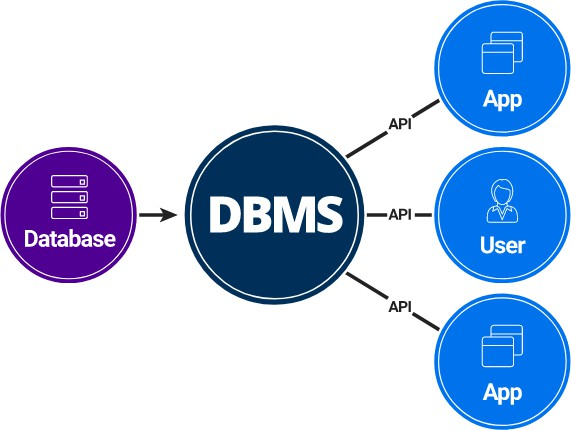 Database
DBMS
API
App
API
User
API
App